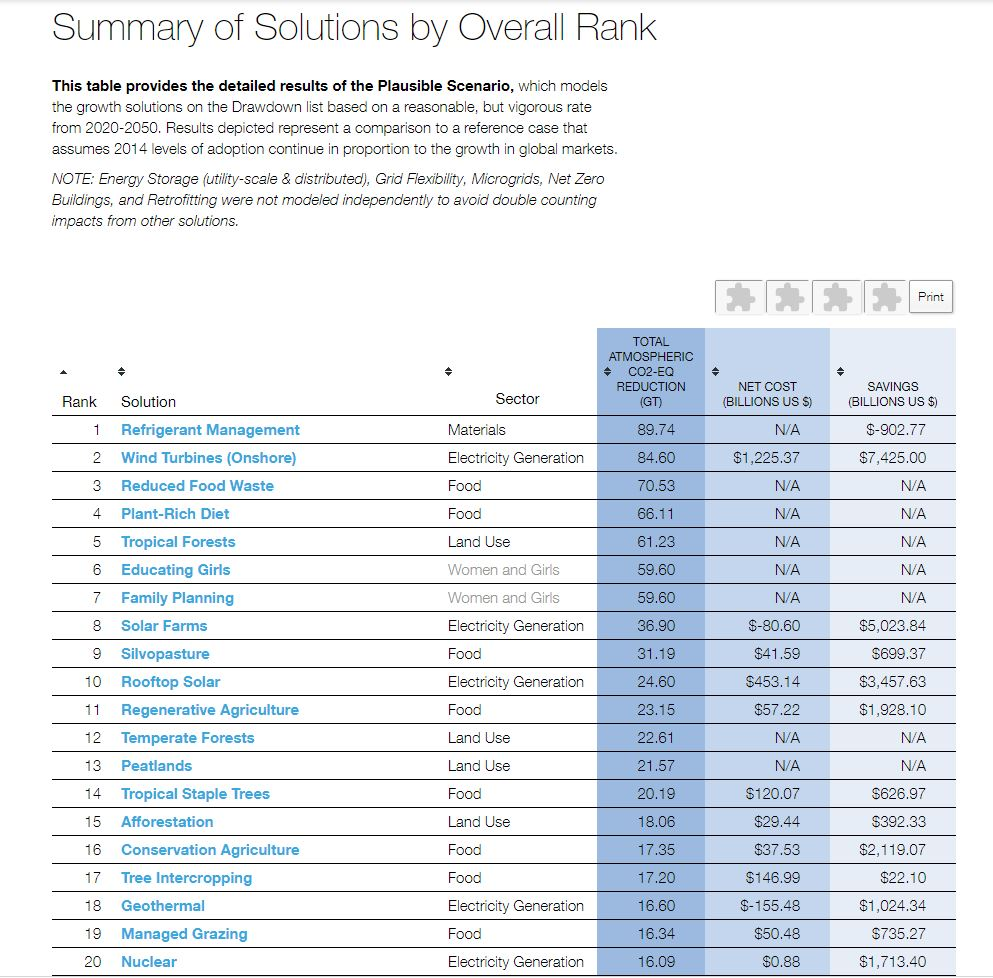 Summary of Solutions by Overall Rank
This table provides the detailed results of the Plausible Scenario, which models
the growth solutions on the Drawdown list based on a reasonable, but vigorous rate
from 2020-2050. Results depicted represent a comparison to a reference case that
assumes 2014 levels of adoption continue in proportion to the growth in global markets.
NOTE: Energy Storage (utility-scale & distributed), Grid Flexibility, Microgrids, Net Zero
Buildings, and Retrofitting were not modeled independently to avoid double counting
impacts from other solutions.
Print
Rank Solution Sector TOTAL ATMOSPHERIC CO2-EQ REDUCTION (GT) NET COST (BILLIONS US $) SAVINGS (BILLIONS US $)
1 Refrigerant Management Materials 89.74 N/A $-902.77
2 Wind Turbines (Onshore) Electricity Generation 84.60 $1,225.37 $7,425.00
3 Reduced Food Waste Food 70.53 N/A N/A
4 Plant-Rich Diet Food 66.11 N/A N/A
5 Tropical Forests Land Use 61.23 N/A N/A
6 Educating Girls Women and Girls 59.60 N/A N/A
7 Family Planning Women and Girls 59.60 N/A N/A
8 Solar Farms Electricity Generation 36.90 $-80.60 $5,023.84
9 Silvopasture Food 31.19 $41.59 $699.37
10 Rooftop Solar Electricity Generation 24.60 $453.14 $3,457.63
11 Regenerative Agriculture Food 23.15 $57.22 $1,928.10
12 Temperate Forests Land Use 22.61 N/A N/A
13 Peatlands Land Use 21.57 N/A N/A
14 Tropical Staple Trees Food 20.19 $120.07 $626.97
15 Afforestation Land Use 18.06 $29.44 $392.33
16 Conservation Agriculture Food 17.35 $37.53 $2,119.07
17 Tree Intercropping Food 17.20 $146.99 $22.10
18 Geothermal Electricity Generation 16.60 $-155.48 $1,024.34
19 Managed Grazing Food 16.34 $50.48 $735.27
20 Nuclear Electricity Generation 16.09 $0.88 $1,713.40